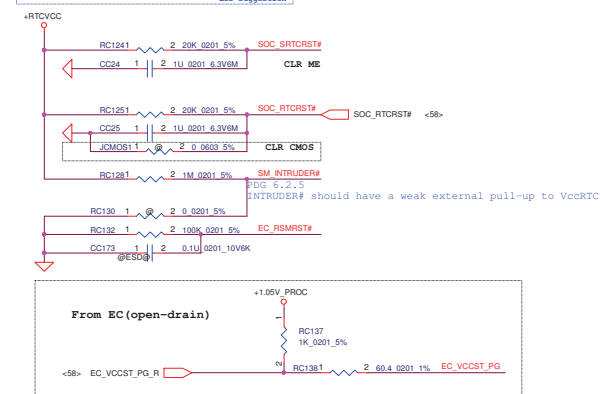 +RTCVCC
RC124 1 2 20K_0201_5% SOC_SRTCRST#
CC24 1 2 1U_0201_6.3V6M CLR ME
RC125 1 2 20K_0201_5% SOC_RTCRST# SOC_RTCRST# <58>
CC25 1 2 1U_0201_6.3V6M
JCMOS1 1 @ 2 0_0603_5% CLR CMOS
RC128 1 2 1M_0201_5% SM_INTRUDER#
PDG 6.2.5
INTRUDER# should have a weak external pull-up to VccRTC
RC130 1 @ 2 0_0201_5%
RC132 1 2 100K_0201_5% EC_RSMRST#
CC173 1 2 0.1U_0201_10V6K
@ESD@
+1.05V_PROC
From EC(open-drain)
1
RC137
1K_0201_5%
2
<58> EC_VCCST_PG_R RC138 1 2 60.4_0201_1% EC_VCCST_PG